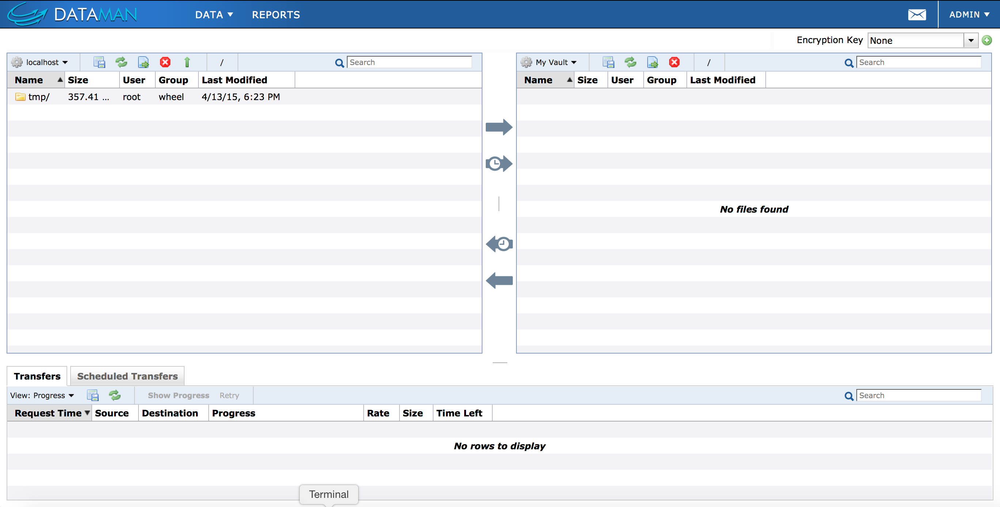 DATAMAN DATA REPORTS ADMIN
Encryption Key None
localhost / Search
Name Size User Group Last Modified
tmp/ 357.41 ... root wheel 4/13/15, 6:23 PM
My Vault / Search
Name Size User Group Last Modified
No files found
Transfers Scheduled Transfers
View: Progress Show Progress Retry Search
Request Time Source Destination Progress Rate Size Time Left
No rows to display
Terminal